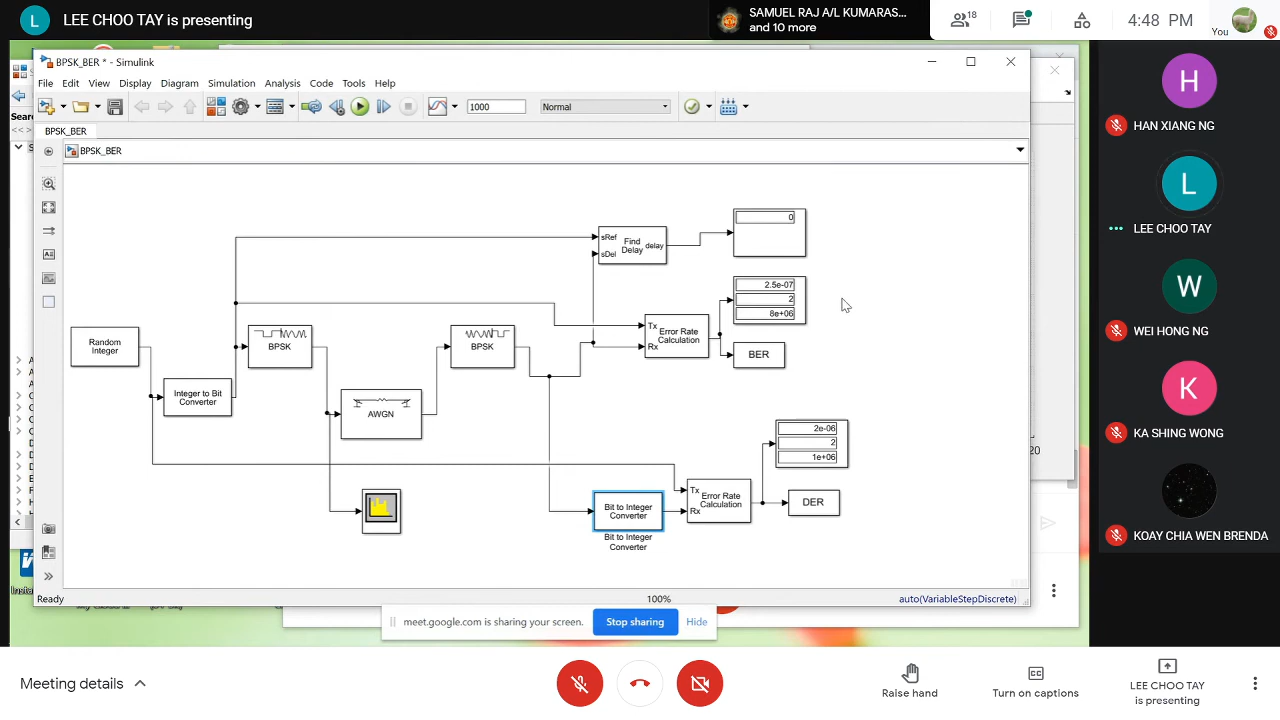 L LEE CHOO TAY is presenting
SAMUEL RAJ A/L KUMARAS...
and 10 more
18
4:48 PM
You
BPSK_BER * - Simulink
File Edit View Display Diagram Simulation Analysis Code Tools Help
1000 Normal
BPSK_BER
BPSK_BER
Sear
Random
Integer
Integer to Bit
Converter
BPSK
AWGN
BPSK
sRef
sDel
Find
Delay
delay
0
2.5e-07
2
8e+06
Tx
Rx
Error Rate
Calculation
BER
2e-06
2
1e+06
Bit to Integer
Converter
Bit to Integer
Converter
Tx
Rx
Error Rate
Calculation
DER
Ready 100% auto(VariableStepDiscrete)
20
meet.google.com is sharing your screen. Stop sharing Hide
H
HAN XIANG NG
L
LEE CHOO TAY
W
WEI HONG NG
K
KA SHING WONG
KOAY CHIA WEN BRENDA
Meeting details
Raise hand
CC
Turn on captions
LEE CHOO TAY
is presenting